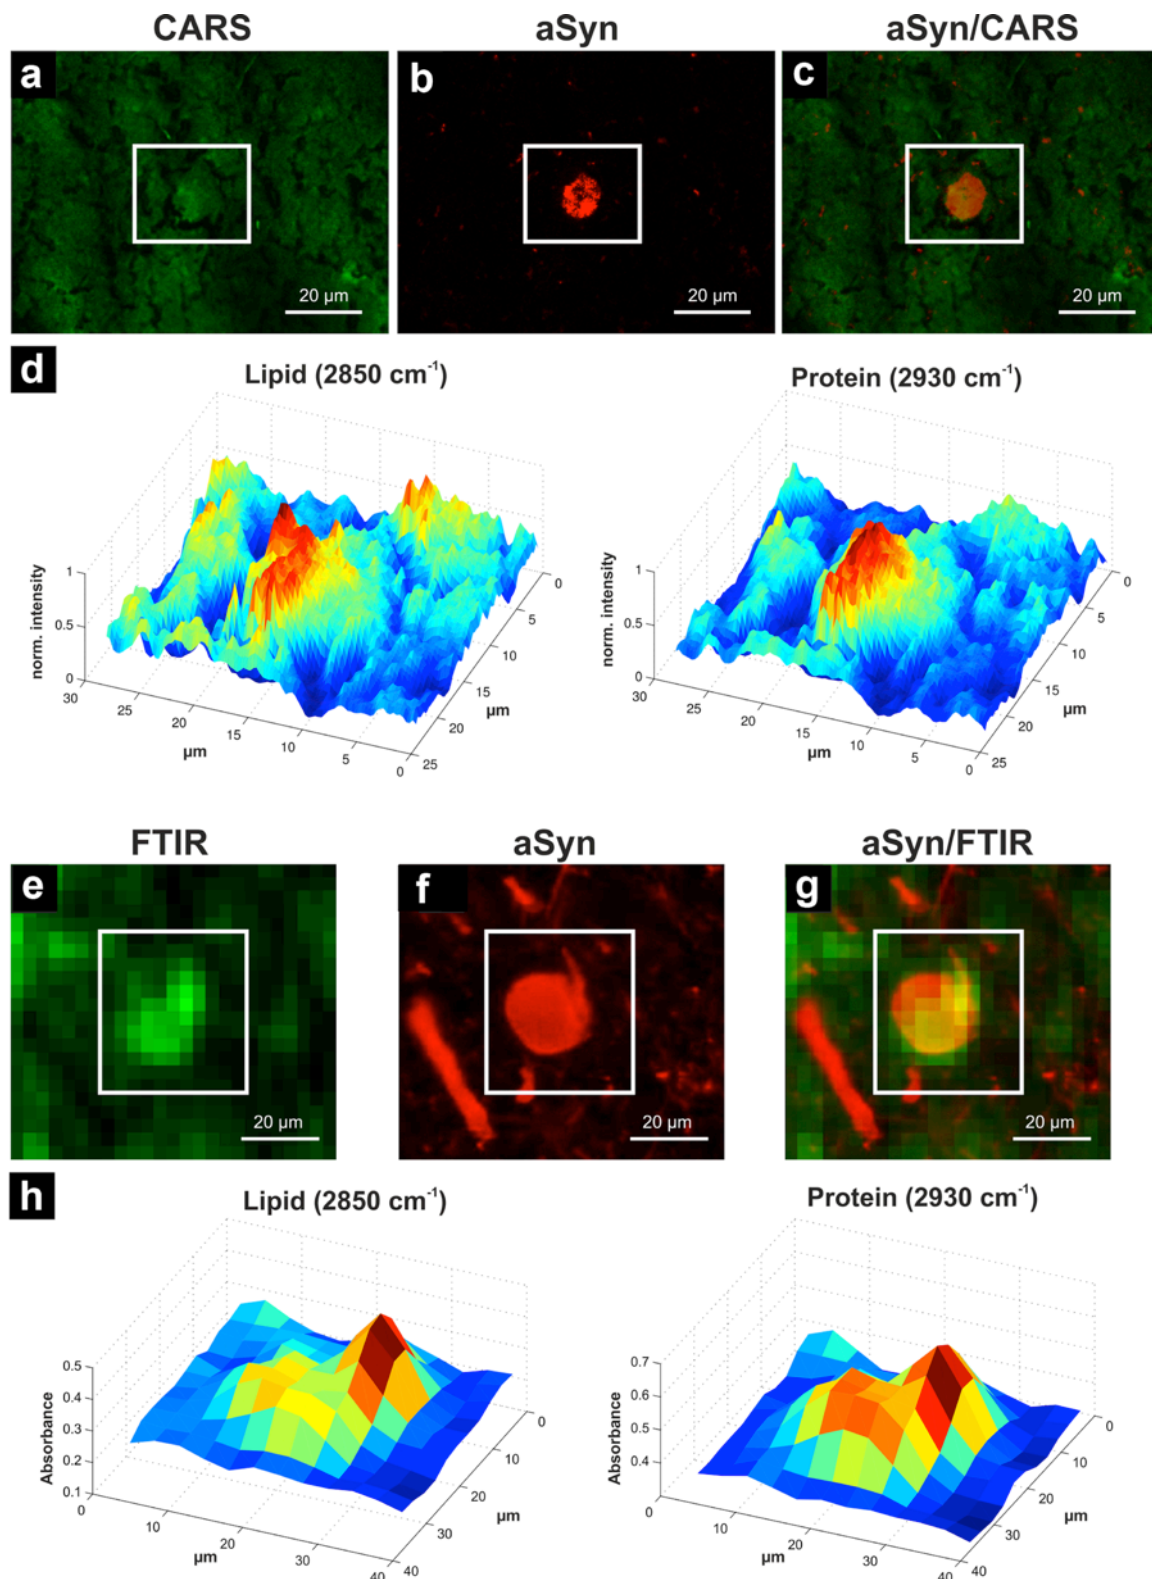 CARS aSyn aSyn/CARS
a b c
20 µm 20 µm 20 µm
d
Lipid (2850 cm⁻¹) Protein (2930 cm⁻¹)
norm. intensity norm. intensity
1 0.5 0 1 0.5 0
30 25 20 15 10 5 0 30 25 20 15 10 5 0
0 5 10 15 20 25 0 5 10 15 20 25
µm µm µm µm
FTIR aSyn aSyn/FTIR
e f g
20 µm 20 µm 20 µm
h
Lipid (2850 cm⁻¹) Protein (2930 cm⁻¹)
Absorbance Absorbance
0.5 0.4 0.3 0.2 0.1 0.7 0.6 0.5 0.4
0 10 20 30 40 0 10 20 30 40
0 10 20 30 40 0 10 20 30 40
µm µm µm µm